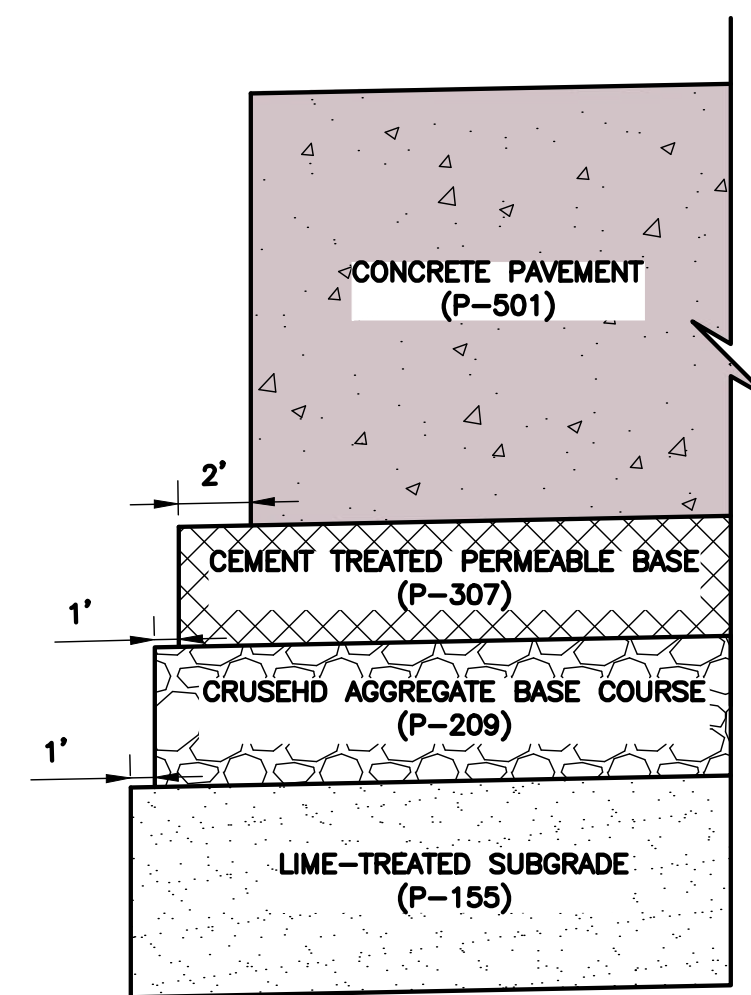 CONCRETE PAVEMENT
(P-501)
2'
CEMENT TREATED PERMEABLE BASE
(P-307)
1'
CRUSEHD AGGREGATE BASE COURSE
(P-209)
1'
LIME-TREATED SUBGRADE
(P-155)